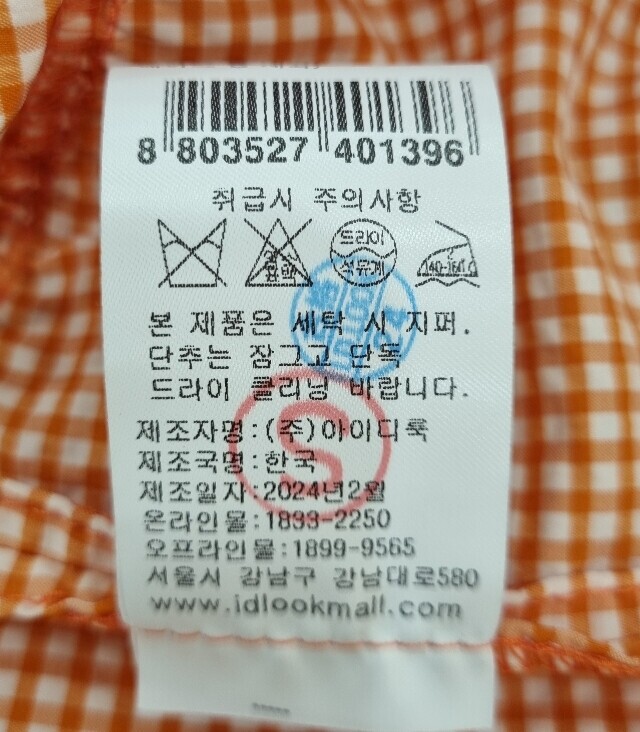 8 803527 401396
취급시 주의사항
드라이
석유계
140-160℃
본 제품은 세탁 시 지퍼.
단추는 잠그고 단독
드라이 클리닝 바랍니다.
제조자명:(주)아이디룩
제조국명:한국
제조일자:2024년2월
온라인몰:1899-2250
오프라인몰:1899-9565
서울시 강남구 강남대로580
www.idlookmall.com
S